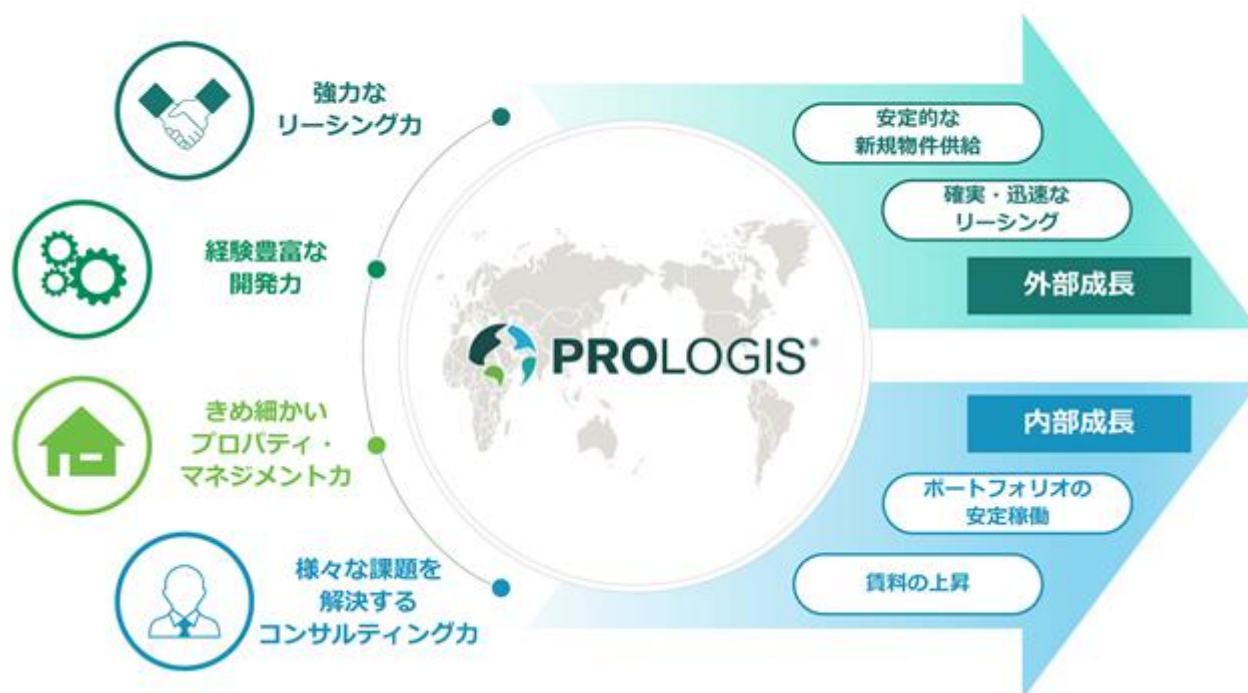 強力な
リーシング力
経験豊富な
開発力
きめ細かい
プロパティ・
マネジメント力
様々な課題を
解決する
コンサルティング力
PROLOGIS®
安定的な
新規物件供給
確実・迅速な
リーシング
外部成長
内部成長
ポートフォリオの
安定稼働
賃料の上昇